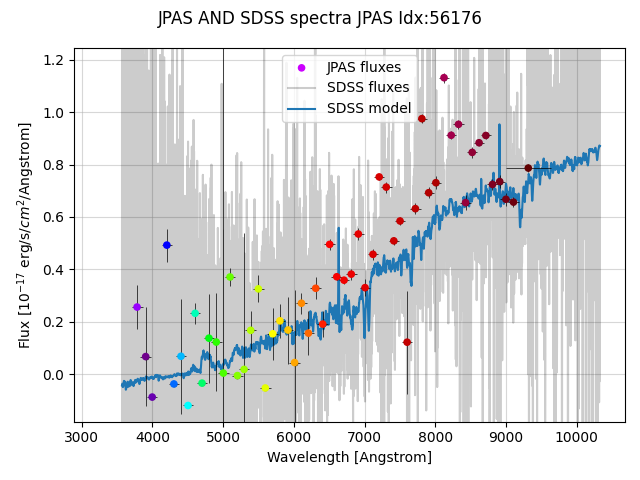 JPAS AND SDSS spectra JPAS Idx:56176
JPAS fluxes
SDSS fluxes
SDSS model
Flux [10⁻¹⁷ erg/s/cm²/Angstrom]
1.2
1.0
0.8
0.6
0.4
0.2
0.0
3000 4000 5000 6000 7000 8000 9000 10000
Wavelength [Angstrom]